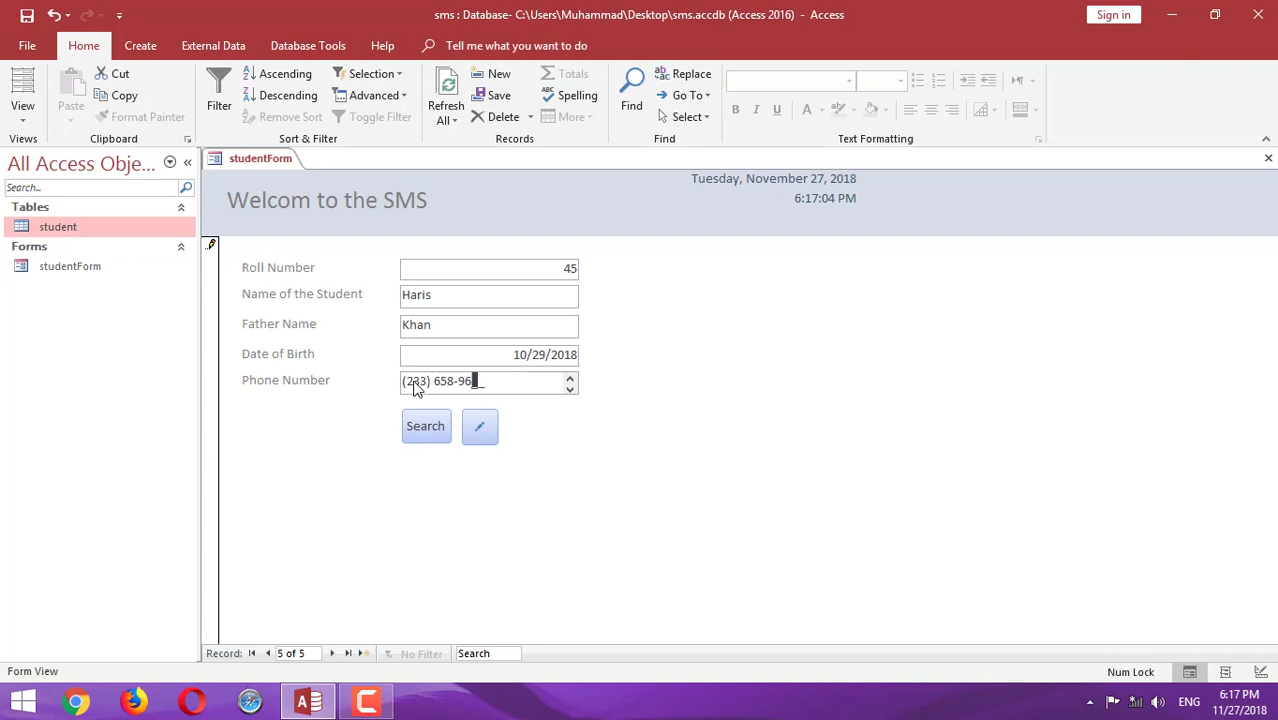 sms : Database- C:\Users\Muhammad\Desktop\sms.accdb (Access 2016) - Access
Sign in
File Home Create External Data Database Tools Help Tell me what you want to do
View
Views
Paste
Cut
Copy
Format Painter
Clipboard
Filter
Ascending
Descending
Remove Sort
Selection
Advanced
Toggle Filter
Sort & Filter
Refresh
All
New
Save
Delete
Totals
Spelling
More
Records
Find
Replace
Go To
Select
Find
Text Formatting
All Access Obje...
Search...
Tables
student
Forms
studentForm
studentForm
Welcom to the SMS
Tuesday, November 27, 2018
6:17:04 PM
Roll Number 45
Name of the Student Haris
Father Name Khan
Date of Birth 10/29/2018
Phone Number (233) 658-96__
Search
Record: 5 of 5 No Filter Search
Form View
Num Lock
ENG
6:17 PM
11/27/2018